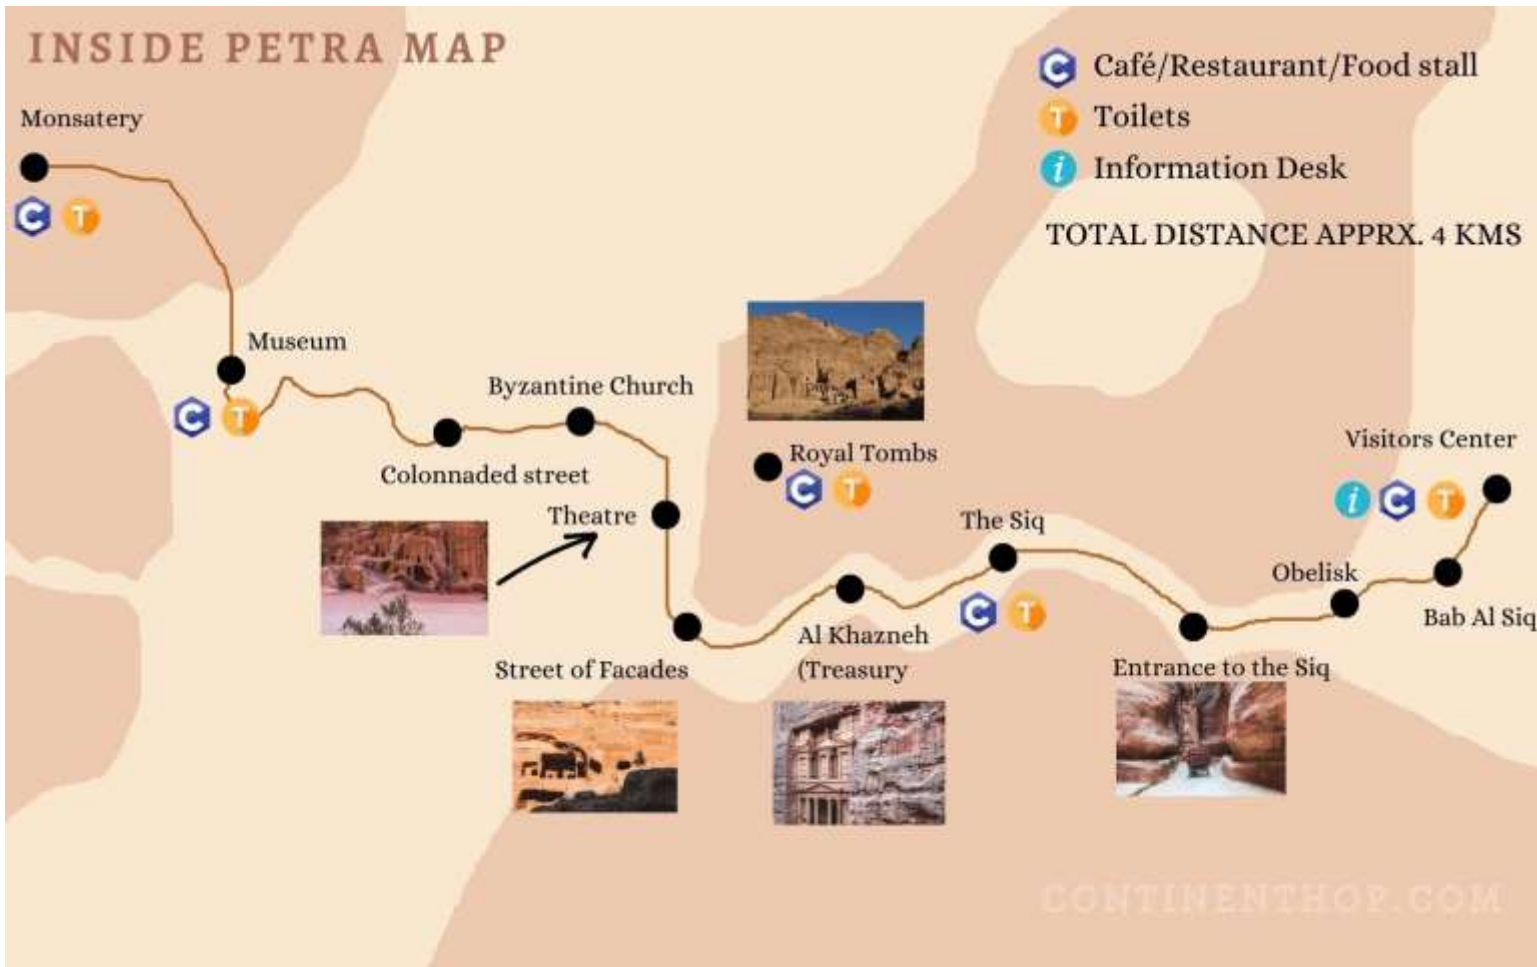 INSIDE PETRA MAP
C Café/Restaurant/Food stall
T Toilets
i Information Desk
TOTAL DISTANCE APPRX. 4 KMS
Monsatery
C T
Museum
C T
Byzantine Church
Colonnaded street
Theatre
Royal Tombs
C T
Visitors Center
i C T
The Siq
C T
Obelisk
Bab Al Siq
Al Khazneh
(Treasury
Street of Facades
Entrance to the Siq
CONTINENTHOP.COM